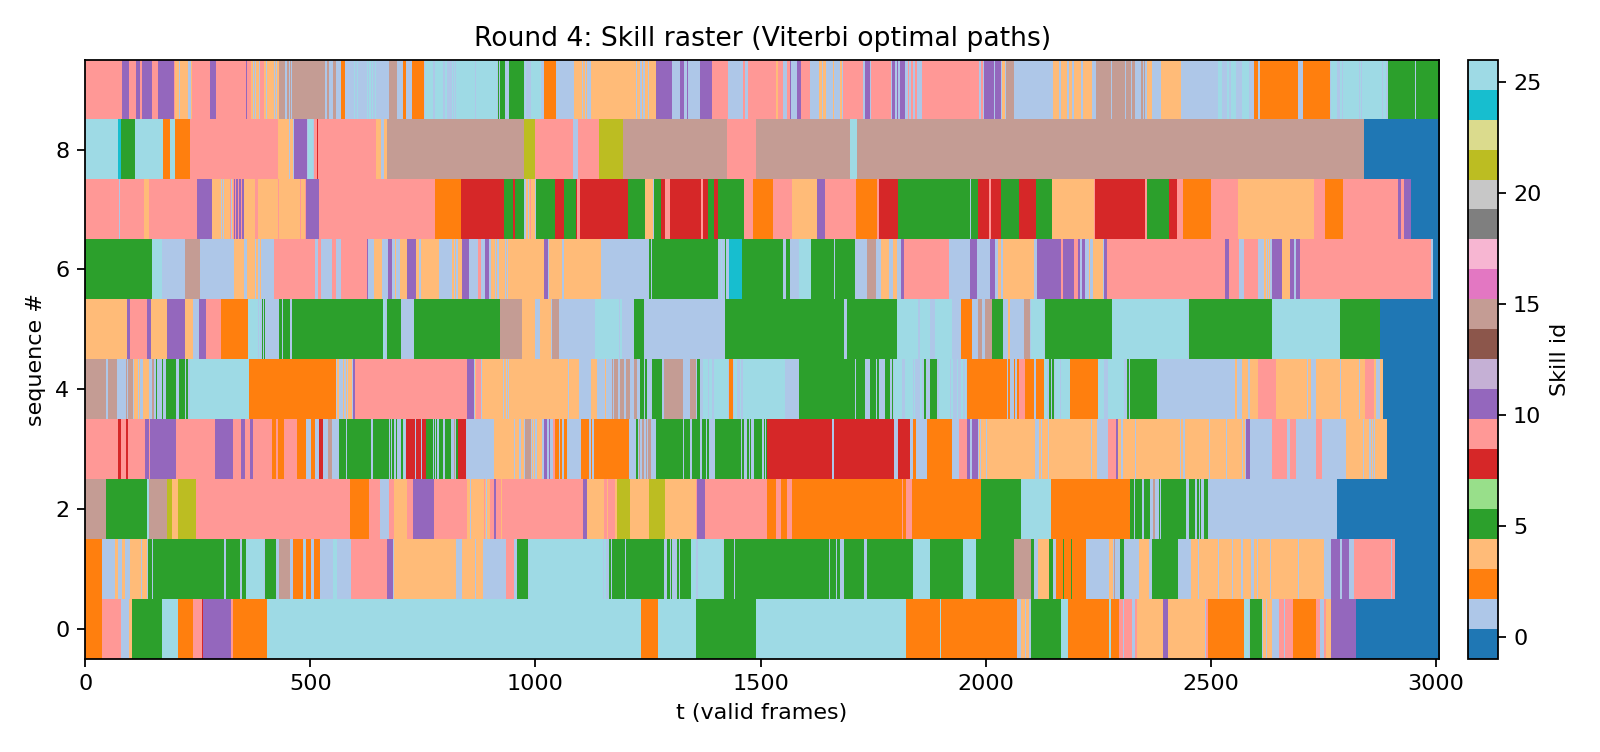 Round 4: Skill raster (Viterbi optimal paths)
sequence #
8
6
4
2
0
0 500 1000 1500 2000 2500 3000
t (valid frames)
25
20
15
10
5
0
Skill id